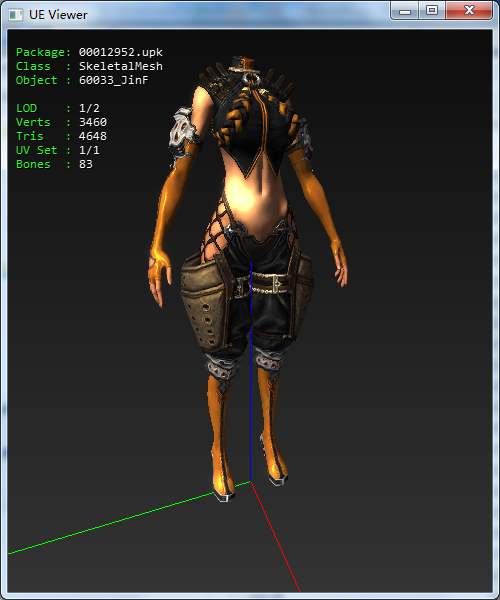 UE Viewer
Package: 00012952.upk
Class : SkeletalMesh
Object : 60033_JinF
LOD : 1/2
Verts : 3460
Tris : 4648
UV Set : 1/1
Bones : 83